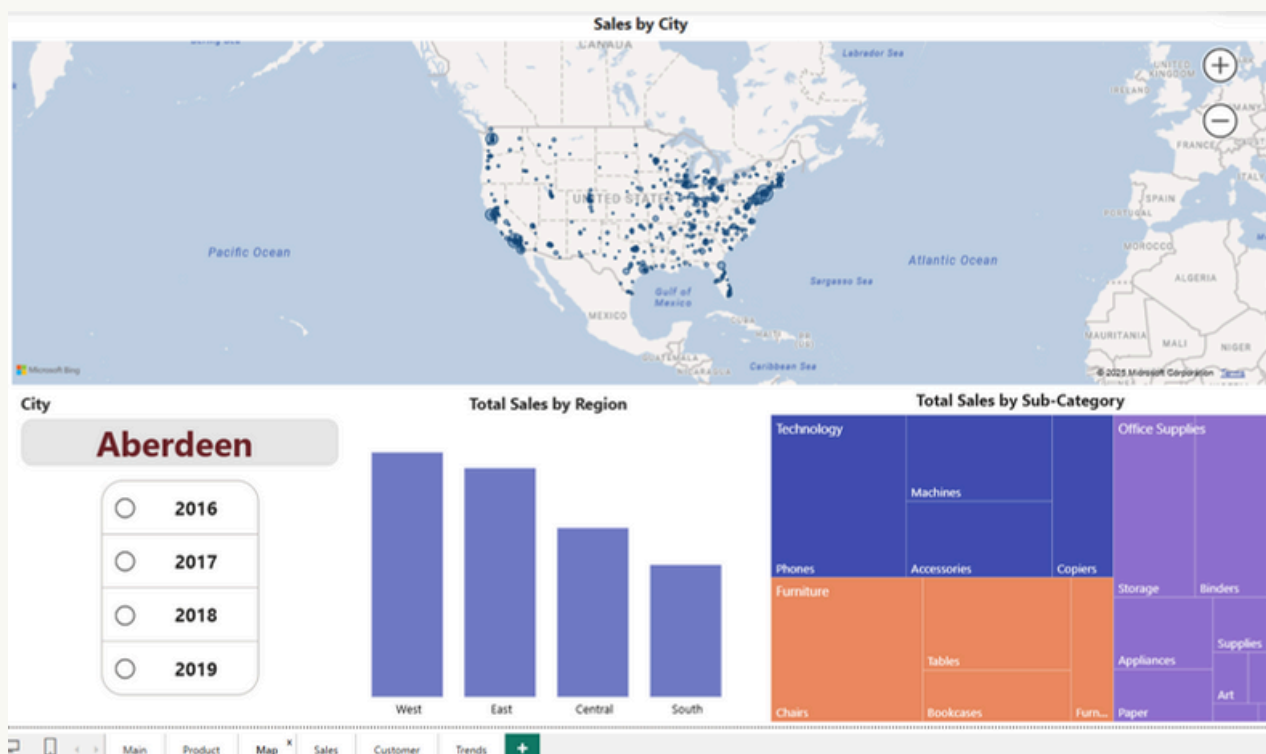 Sales by City
CANADA
Labrador Sea
UNITED KINGDOM
IRELAND
FRANCE
SPAIN
PORTUGAL
MOROCCO
ALGERIA
MAURITANIA
MALI
NIGER
UNITED STATES
Pacific Ocean
Atlantic Ocean
Sargasso Sea
Gulf of
Mexico
MEXICO
CUBA
HAITI
GUATEMALA
NICARAGUA
Caribbean Sea
Microsoft Bing
© 2025 Microsoft Corporation Terms
City
Aberdeen
2016
2017
2018
2019
Total Sales by Region
West
East
Central
South
Total Sales by Sub-Category
Technology
Phones
Machines
Accessories
Copiers
Furniture
Chairs
Tables
Bookcases
Furn...
Office Supplies
Storage
Binders
Appliances
Supplies
Art
Paper
Main
Product
Map
Sales
Customer
Trends